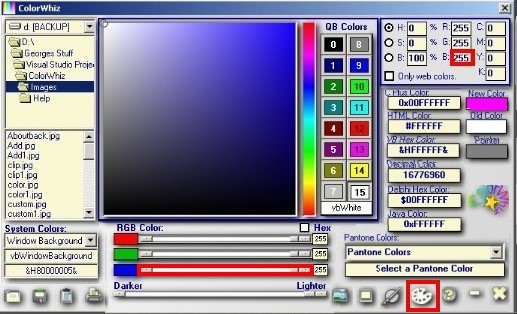 ColorWhiz
d: [BACKUP]
D:\
Georges Stuff
Visual Studio Projec
ColorWhiz
Images
Help
Aboutback.jpg
Add.jpg
Add1.jpg
clip.jpg
clip1.jpg
color.jpg
color1.jpg
custom.jpg
custom1.jpg
QB Colors
0 8
1 9
2 10
3 11
4 12
5 13
6 14
7 15
vbWhite
H: 0 % R: 255 C: 0
S: 0 % G: 255 M: 0
B: 100 % B: 255 Y: 0
Only web colors. K: 0
C Plus Color: New Color
0x00FFFFFF
HTML Color: Old Color
#FFFFFF
VB Hex Color: Pointer
&HFFFFFF&
Decimal Color:
16776960
Delphi Hex Color:
$00FFFFFF
Java Color:
0xFFFFFF
System Colors:
Window Background
vbWindowBackground
&H80000005&
RGB Color: Hex
255
255
255
Darker Lighter
Pantone Colors:
Pantone Colors
Select a Pantone Color